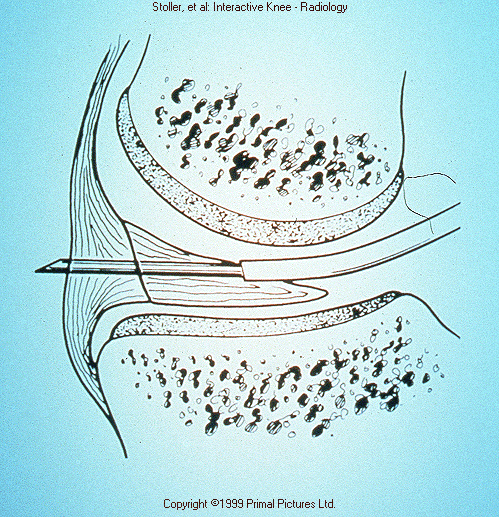 Stoller, et al: Interactive Knee - Radiology
Copyright ©1999 Primal Pictures Ltd.